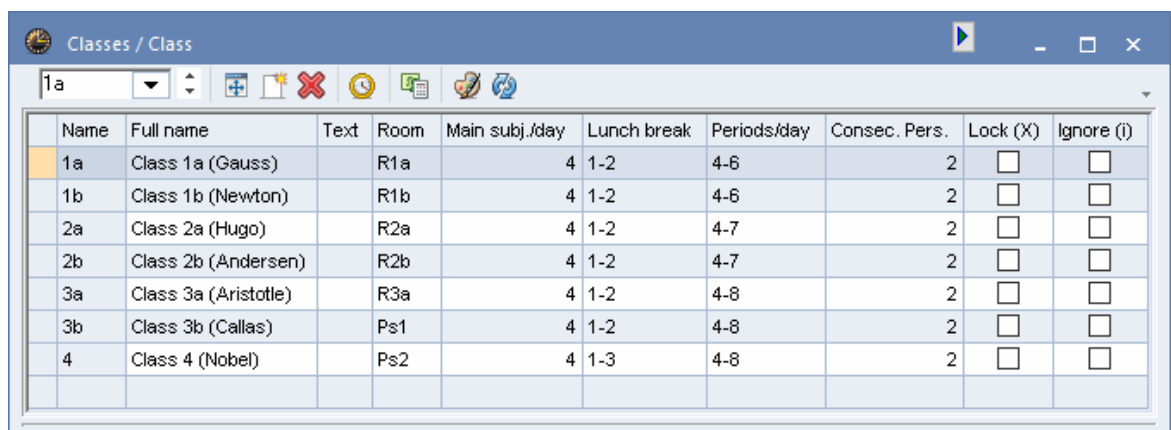 Classes / Class
1a
Name Full name Text Room Main subj./day Lunch break Periods/day Consec. Pers. Lock (X) Ignore (i)
1a Class 1a (Gauss) R1a 4 1-2 4-6 2
1b Class 1b (Newton) R1b 4 1-2 4-6 2
2a Class 2a (Hugo) R2a 4 1-2 4-7 2
2b Class 2b (Andersen) R2b 4 1-2 4-7 2
3a Class 3a (Aristotle) R3a 4 1-2 4-8 2
3b Class 3b (Callas) Ps1 4 1-2 4-8 2
4 Class 4 (Nobel) Ps2 4 1-3 4-8 2